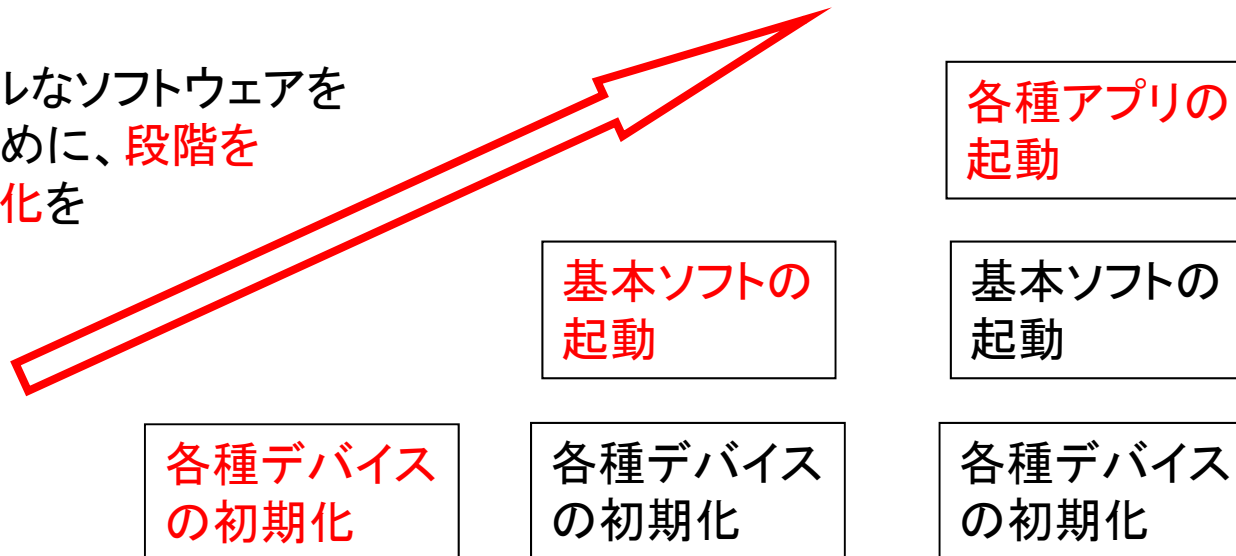 ルなソフトウェアを
めに、段階を
化を
各種アプリの
起動
基本ソフトの
起動
基本ソフトの
起動
各種デバイス
の初期化
各種デバイス
の初期化
各種デバイス
の初期化